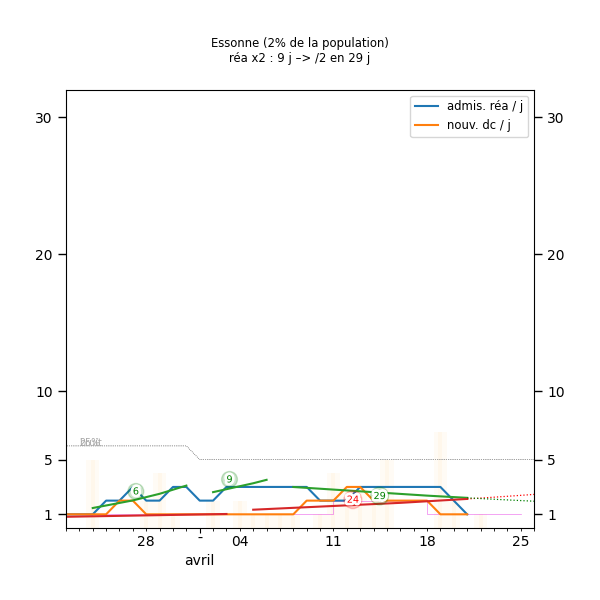 Essonne (2% de la population)
réa x2 : 9 j –> /2 en 29 j
admis. réa / j
nouv. dc / j
30 30
20 20
10 10
5 5
1 1
6 9 24 29
28 - 04 11 18 25
avril